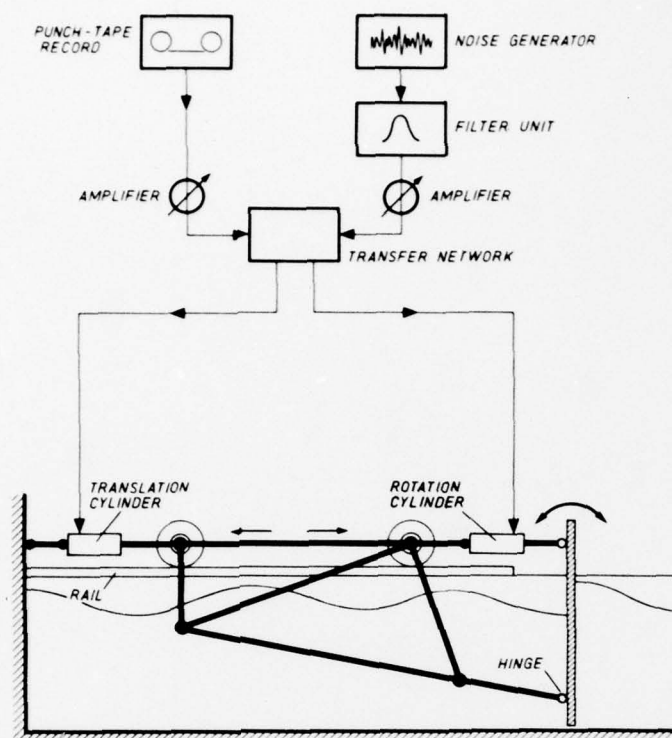 PUNCH-TAPE
RECORD
NOISE GENERATOR
FILTER UNIT
AMPLIFIER
AMPLIFIER
TRANSFER NETWORK
TRANSLATION
CYLINDER
ROTATION
CYLINDER
RAIL
HINGE